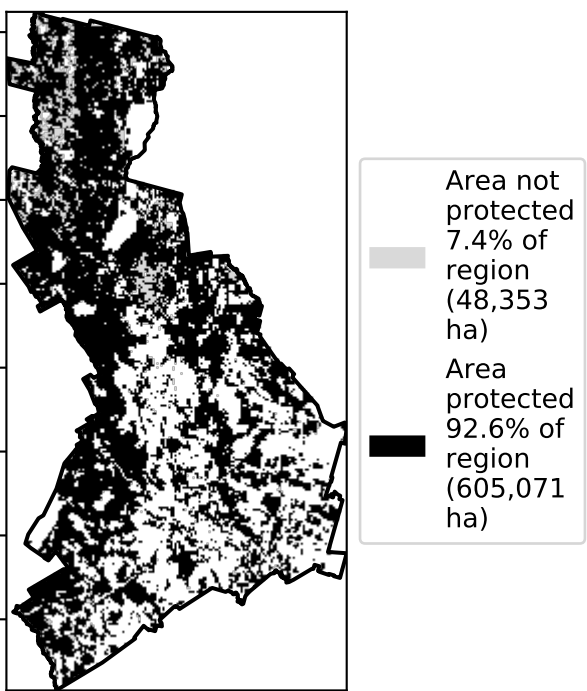 Area not
protected
7.4% of
region
(48,353
ha)
Area
protected
92.6% of
region
(605,071
ha)